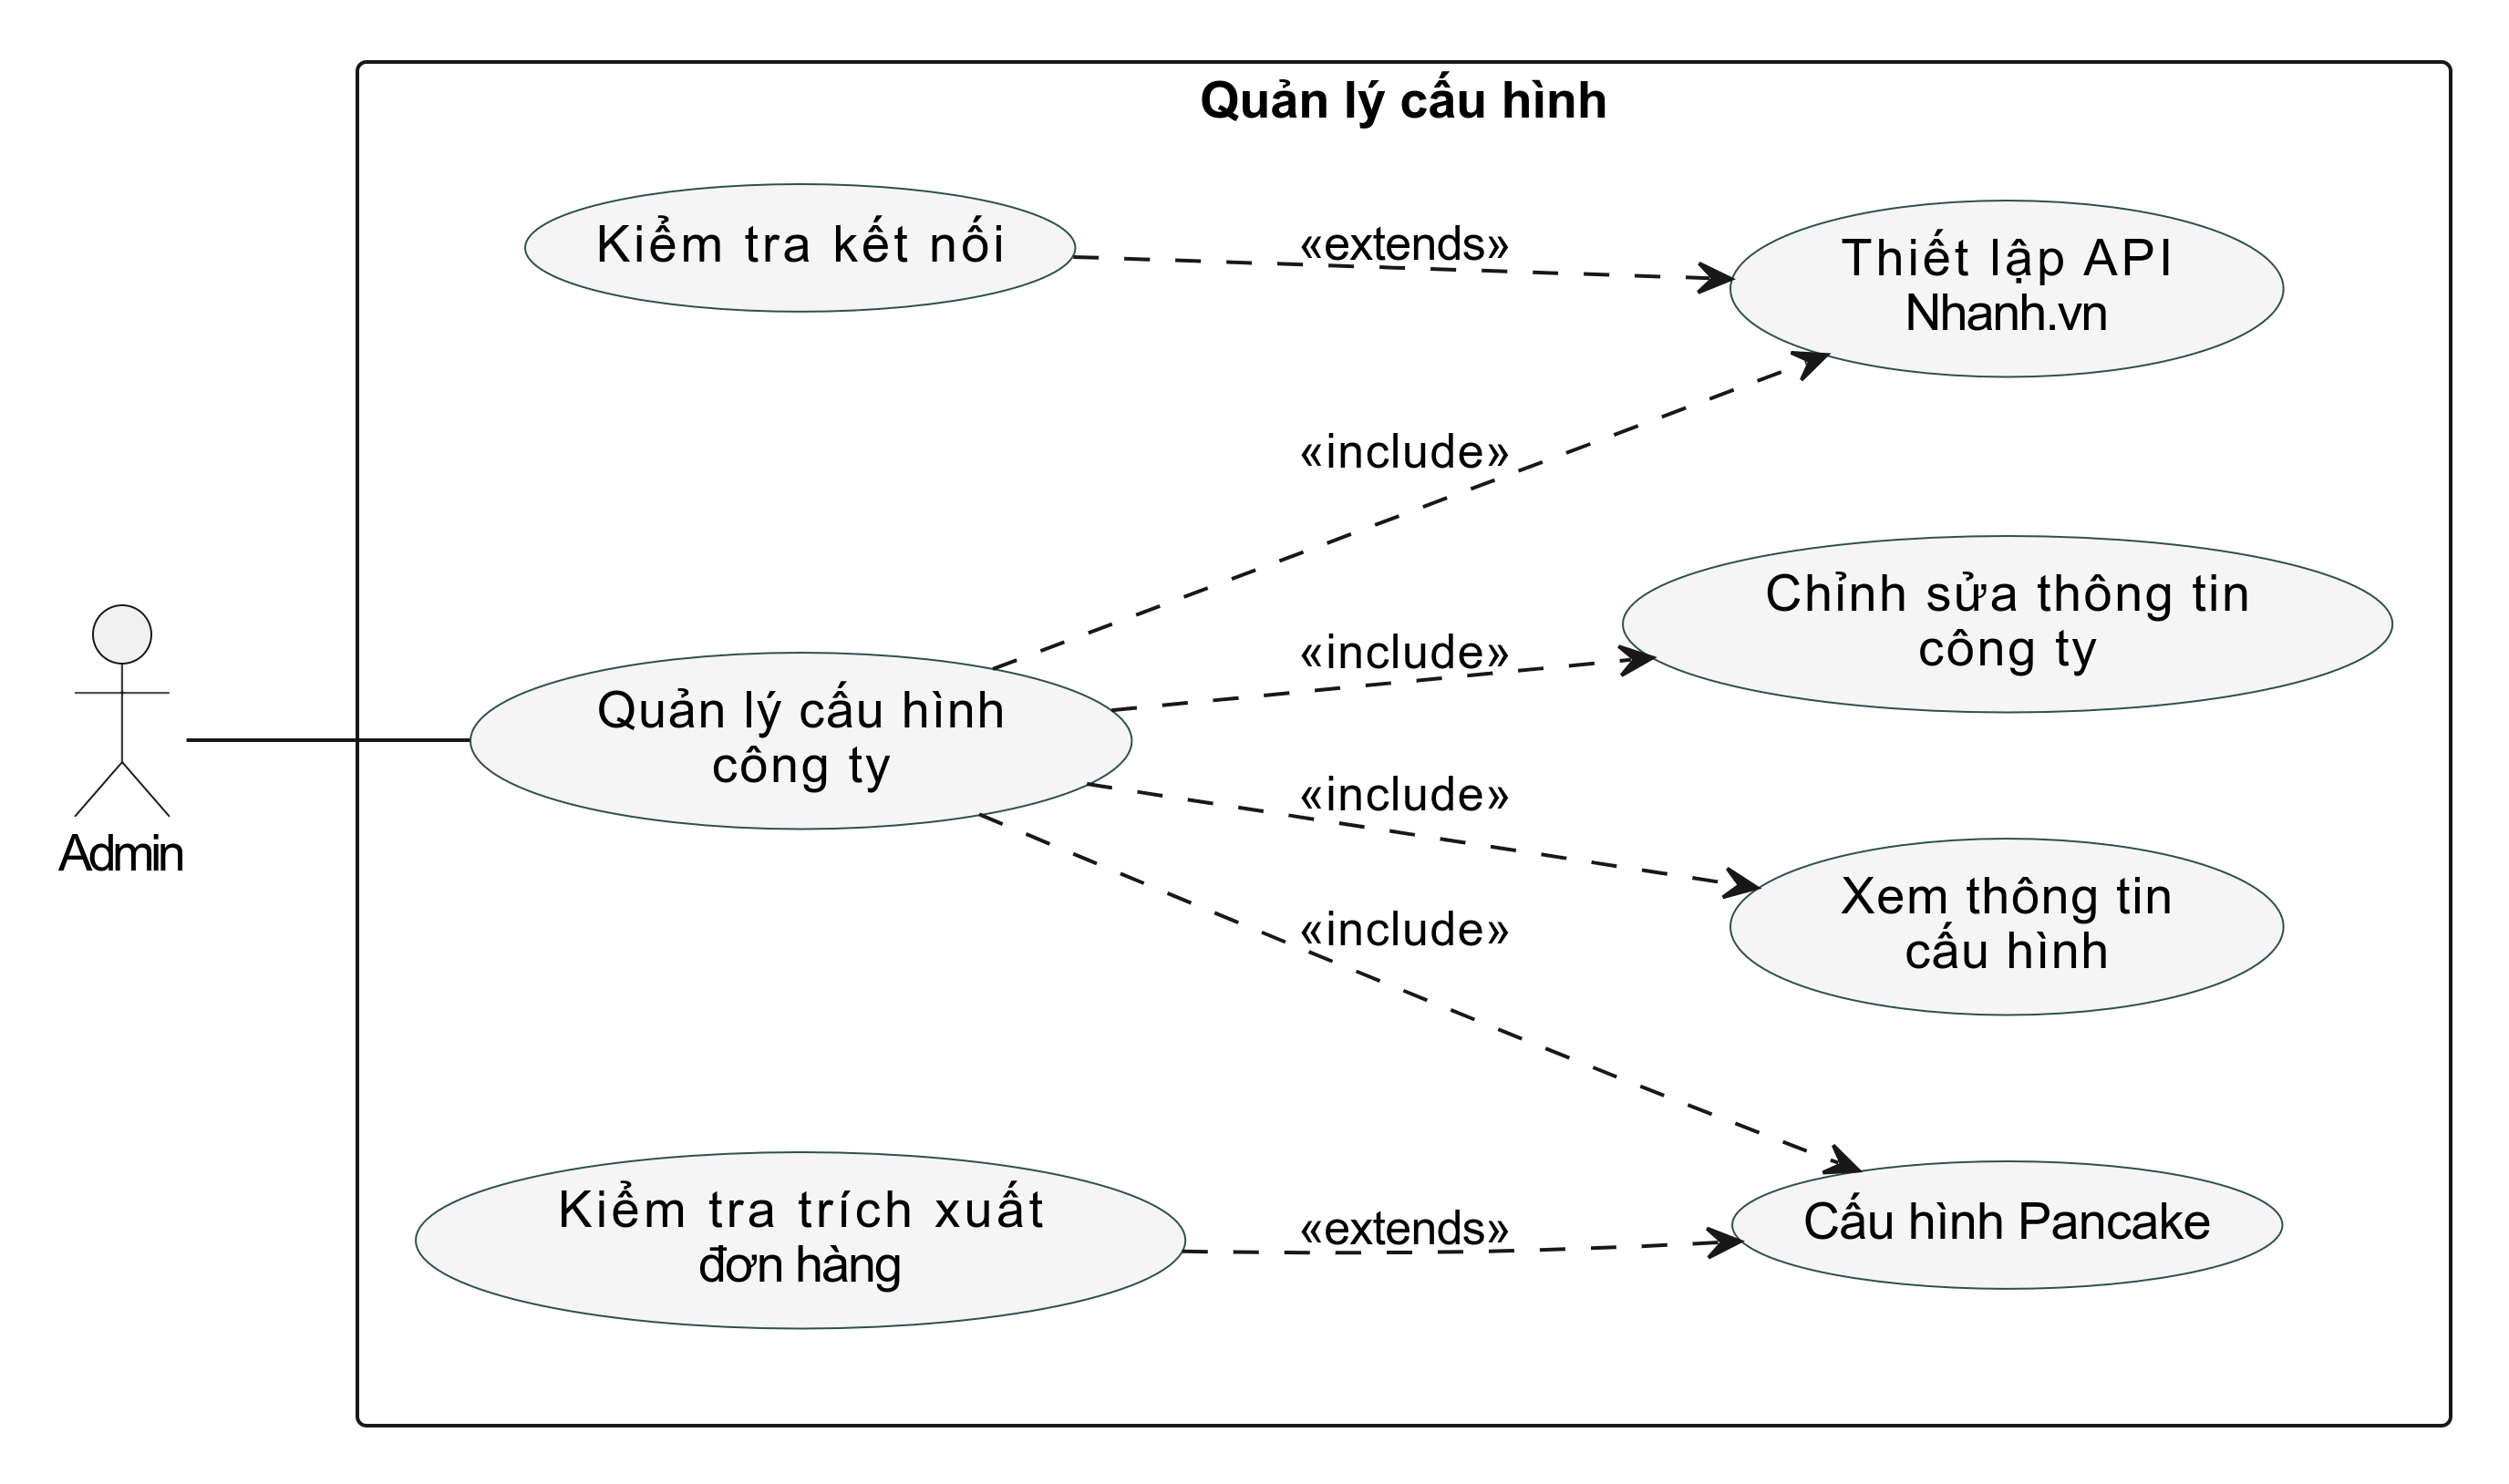 Quản lý cấu hình
Kiểm tra kết nối
«extends»
Thiết lập API
Nhanh.vn
«include»
Chỉnh sửa thông tin
công ty
«include»
Quản lý cấu hình
công ty
«include»
Admin
Xem thông tin
cấu hình
«include»
Kiểm tra trích xuất
đơn hàng
«extends»
Cấu hình Pancake